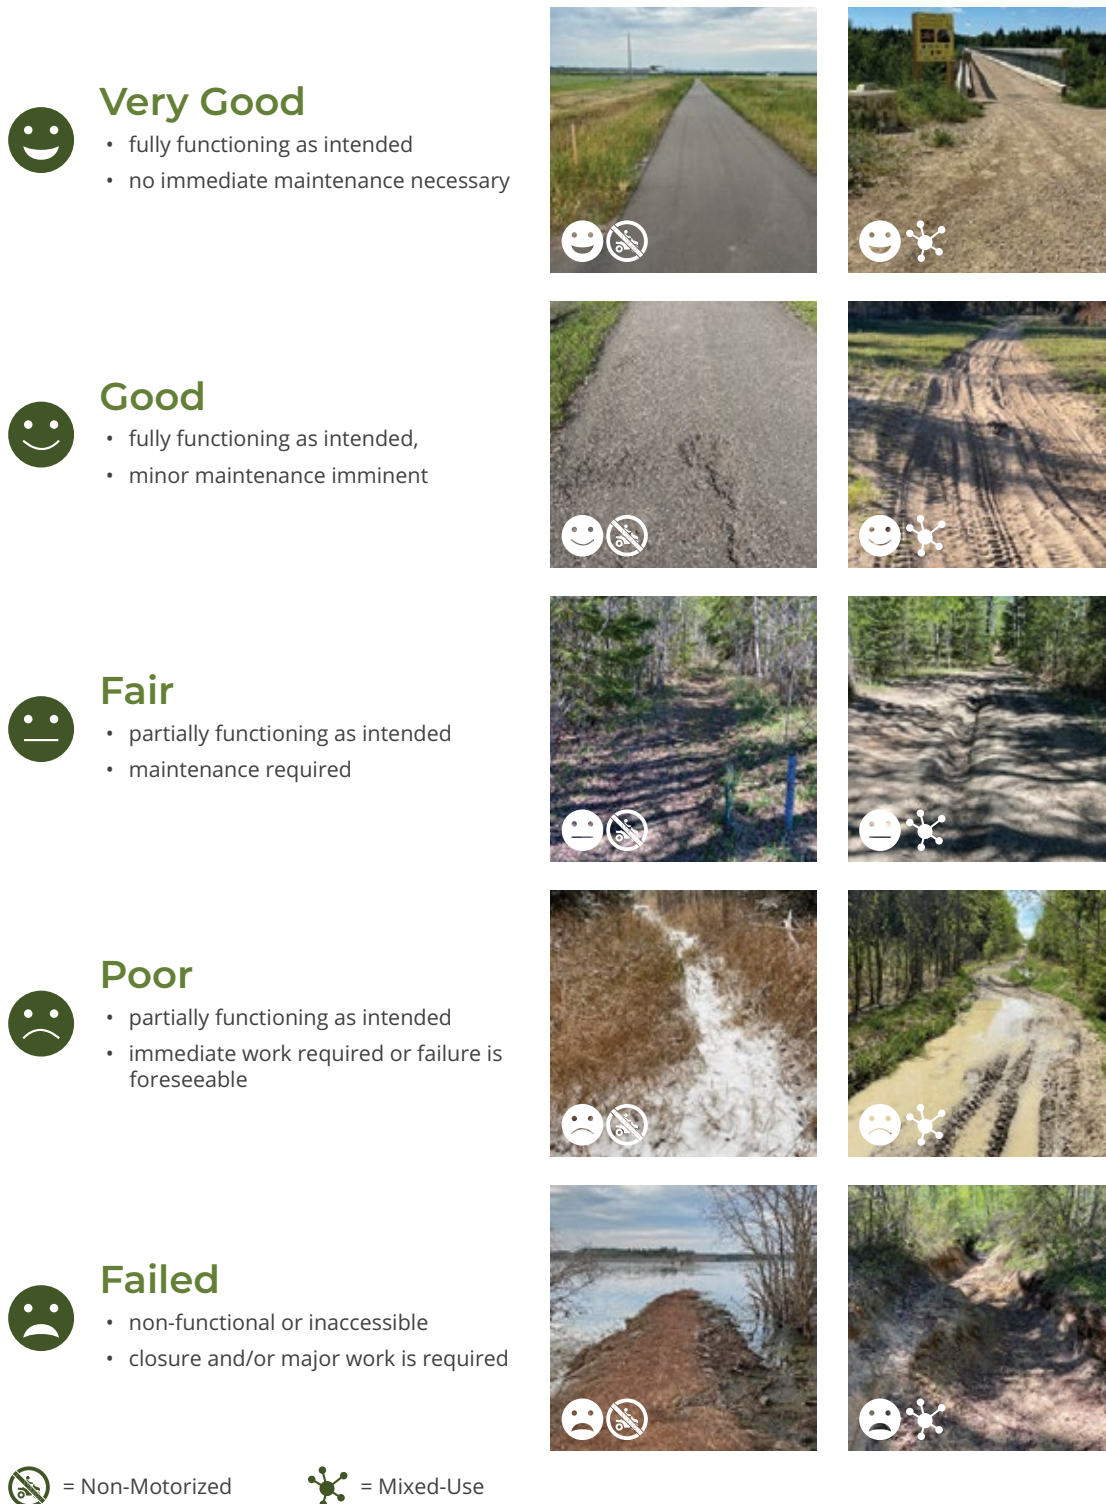 Very Good
• fully functioning as intended
• no immediate maintenance necessary
Good
• fully functioning as intended,
• minor maintenance imminent
Fair
• partially functioning as intended
• maintenance required
Poor
• partially functioning as intended
• immediate work required or failure is
foreseeable
Failed
• non-functional or inaccessible
• closure and/or major work is required
= Non-Motorized
= Mixed-Use